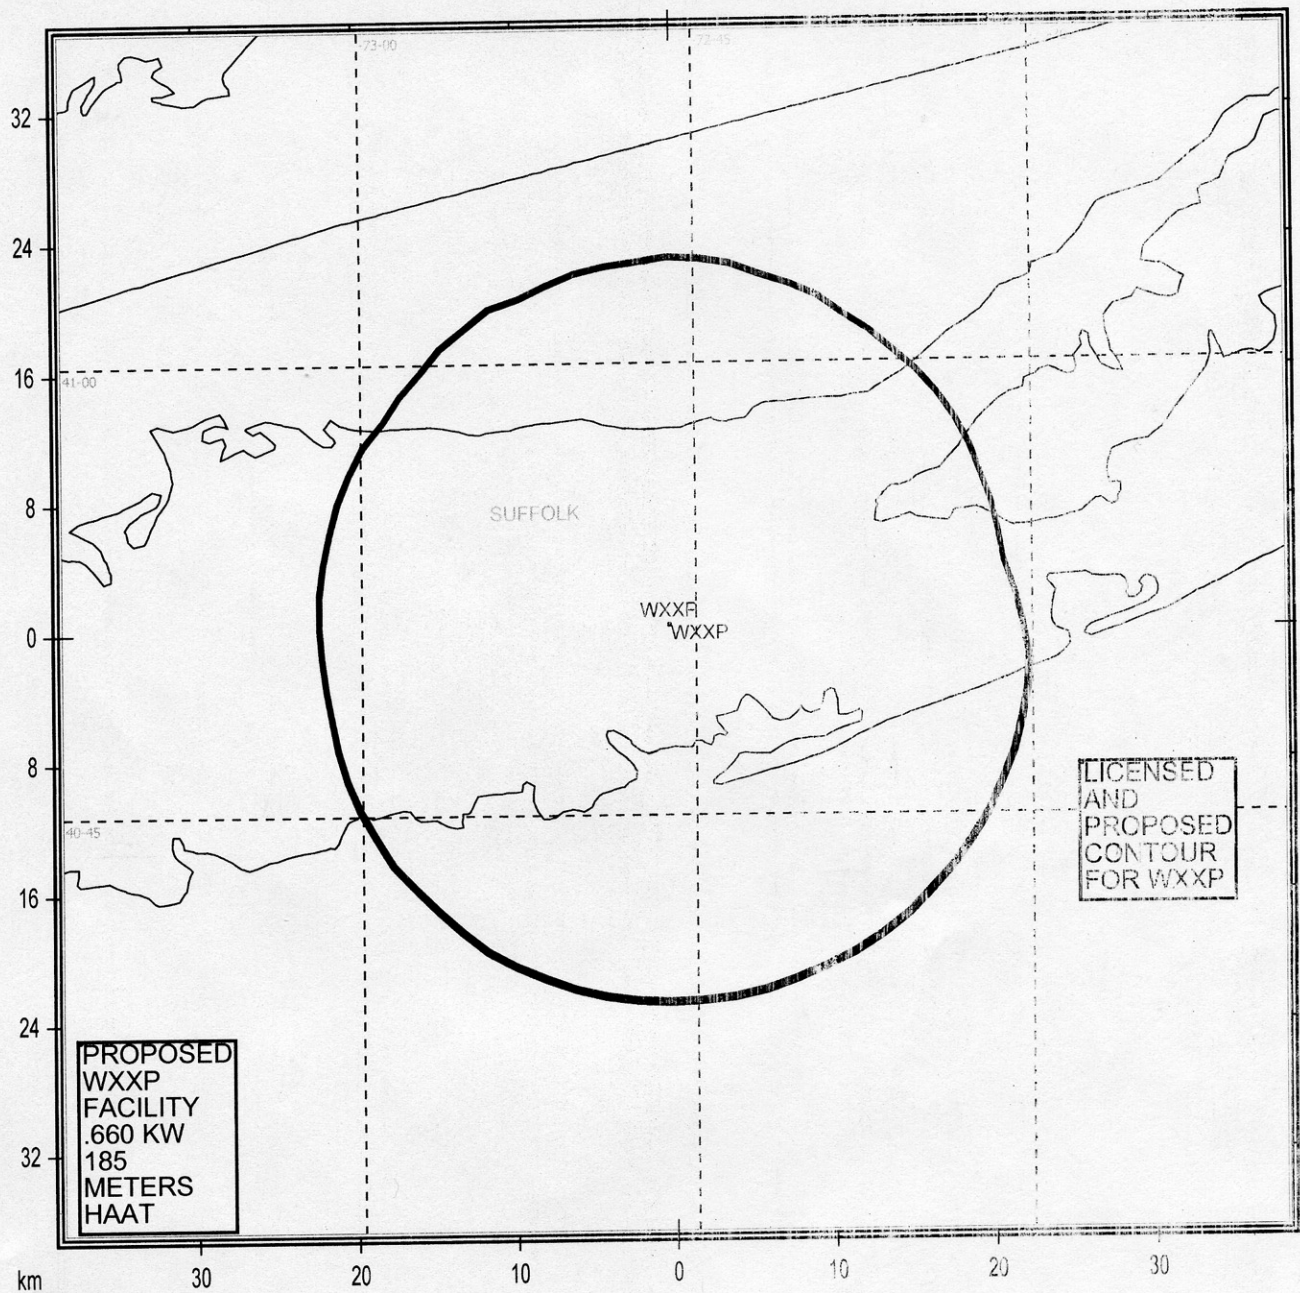 -73-00
-72-45
32
24
16
41-00
8
SUFFOLK
WXXP
0
WXXP
8
LICENSED
AND
PROPOSED
CONTOUR
FOR WXXP
40-45
16
24
PROPOSED
WXXP
FACILITY
.660 KW
185
METERS
HAAT
32
km
30
20
10
0
10
20
30